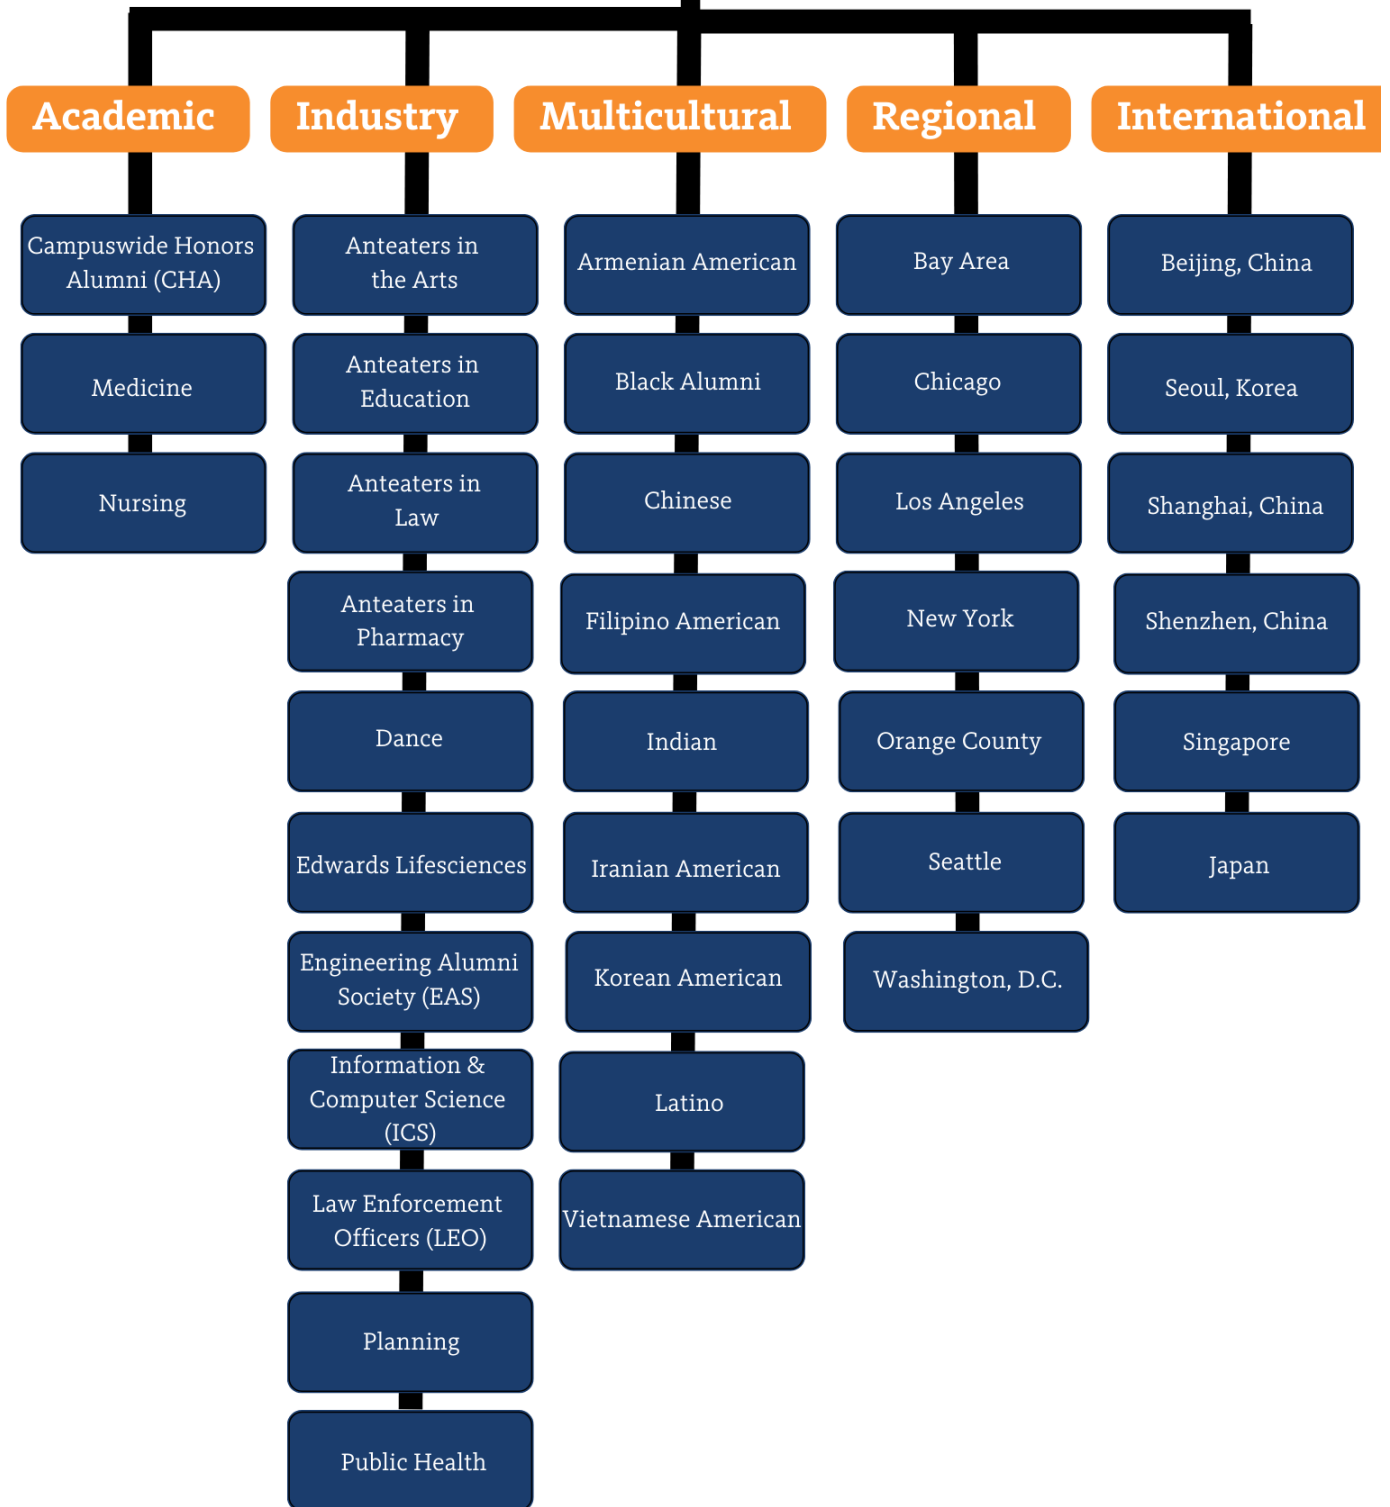 Academic
Campuswide Honors
Alumni (CHA)
Medicine
Nursing
Industry
Anteaters in
the Arts
Anteaters in
Education
Anteaters in
Law
Anteaters in
Pharmacy
Dance
Edwards Lifesciences
Engineering Alumni
Society (EAS)
Information &
Computer Science
(ICS)
Law Enforcement
Officers (LEO)
Planning
Public Health
Multicultural
Armenian American
Black Alumni
Chinese
Filipino American
Indian
Iranian American
Korean American
Latino
Vietnamese American
Regional
Bay Area
Chicago
Los Angeles
New York
Orange County
Seattle
Washington, D.C.
International
Beijing, China
Seoul, Korea
Shanghai, China
Shenzhen, China
Singapore
Japan